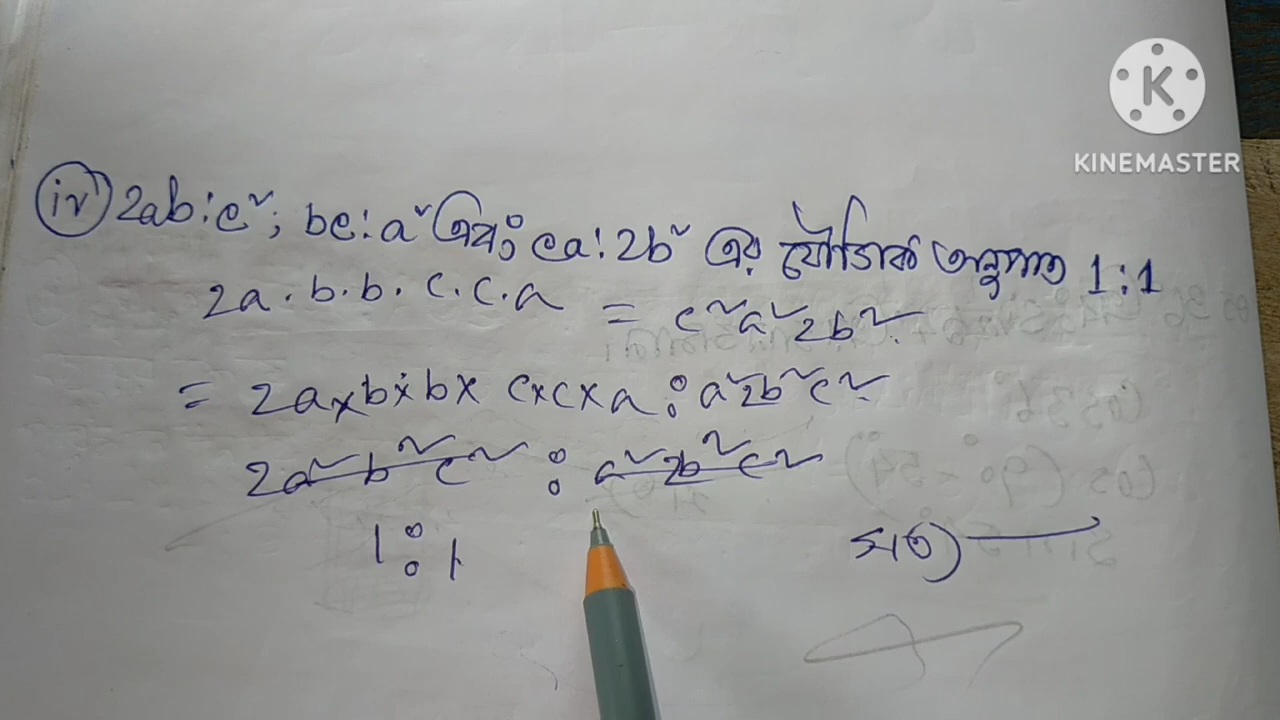 KINEMASTER
iv) 2ab:c²; bc:a² এবং ca:2b² এর যৌগিক অনুপাত 1:1
2a.b.b.c.c.a = c²a²2b².
= 2a×b×b×c×c×a : a²2b²c²
2a²b²c² : a²2b²c²
1:1 সত্য